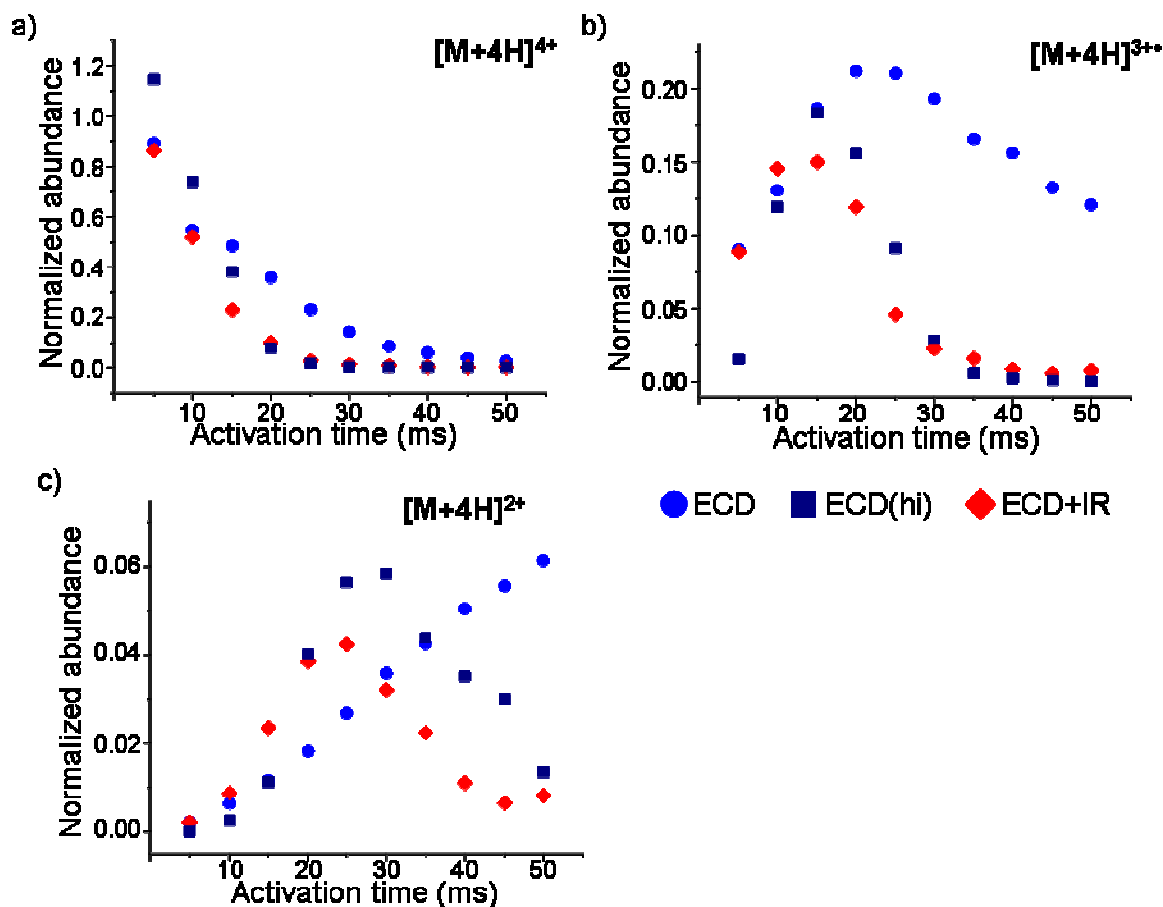 a)
[M+4H]4+
Normalized abundance
1.2
1.0
0.8
0.6
0.4
0.2
0.0
10 20 30 40 50
Activation time (ms)
b)
[M+4H]3+•
Normalized abundance
0.20
0.15
0.10
0.05
0.00
10 20 30 40 50
Activation time (ms)
c)
[M+4H]2+
Normalized abundance
0.06
0.04
0.02
0.00
10 20 30 40 50
Activation time (ms)
ECD ECD(hi) ECD+IR